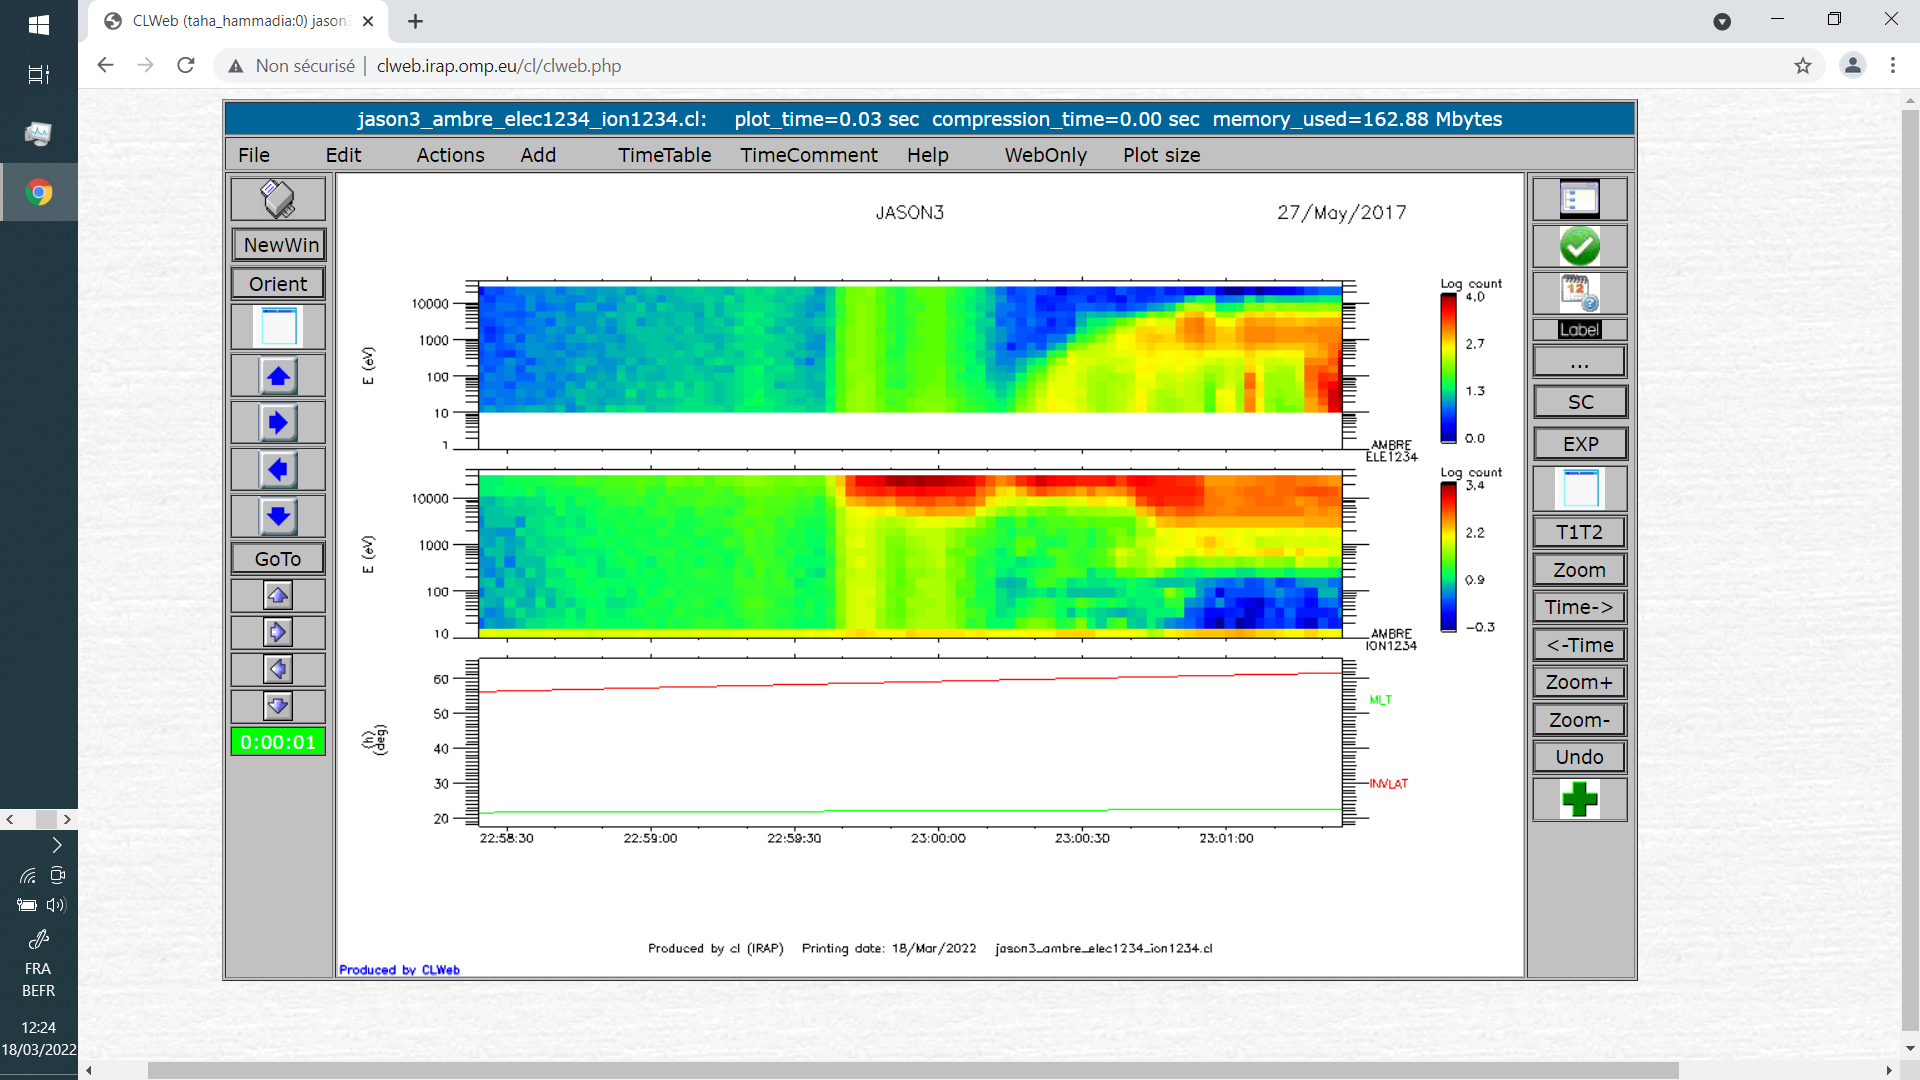 CLWeb (taha_hammadia:0) jason3
Non sécurisé | clweb.irap.omp.eu/cl/clweb.php
jason3_ambre_elec1234_ion1234.cl: plot_time=0.03 sec compression_time=0.00 sec memory_used=162.88 Mbytes
File Edit Actions Add TimeTable TimeComment Help WebOnly Plot size
NewWin
Orient
GoTo
0:00:01
JASON3 27/May/2017
Log count
4.0
2.7
1.3
0.0
E (eV)
10000
1000
100
10
1
AMBRE
ELE1234
Log count
3.4
2.2
0.9
-0.3
E (eV)
10000
1000
100
10
AMBRE
ION1234
(h)
(deg)
60
50
40
30
20
MLT
INVLAT
22:58:30 22:59:00 22:59:30 23:00:00 23:00:30 23:01:00
Produced by cl (IRAP) Printing date: 18/Mar/2022 jason3_ambre_elec1234_ion1234.cl
Produced by CLWeb
12
Label
...
SC
EXP
T1T2
Zoom
Time->
<-Time
Zoom+
Zoom-
Undo
FRA
BEFR
12:24
18/03/2022